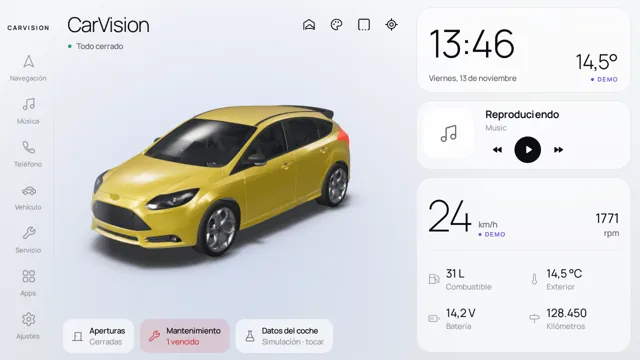 CARVISION
CarVision
Todo cerrado
Navegación
Música
Teléfono
Vehículo
Servicio
Apps
Ajustes
Aperturas
Cerradas
Mantenimiento
1 vencido
Datos del coche
Simulación · tocar
13:46
14,5°
Viernes, 13 de noviembre
DEMO
Reproduciendo
Music
24 km/h
DEMO
1771
rpm
31 L
Combustible
14,5 °C
Exterior
14,2 V
Batería
128.450
Kilómetros